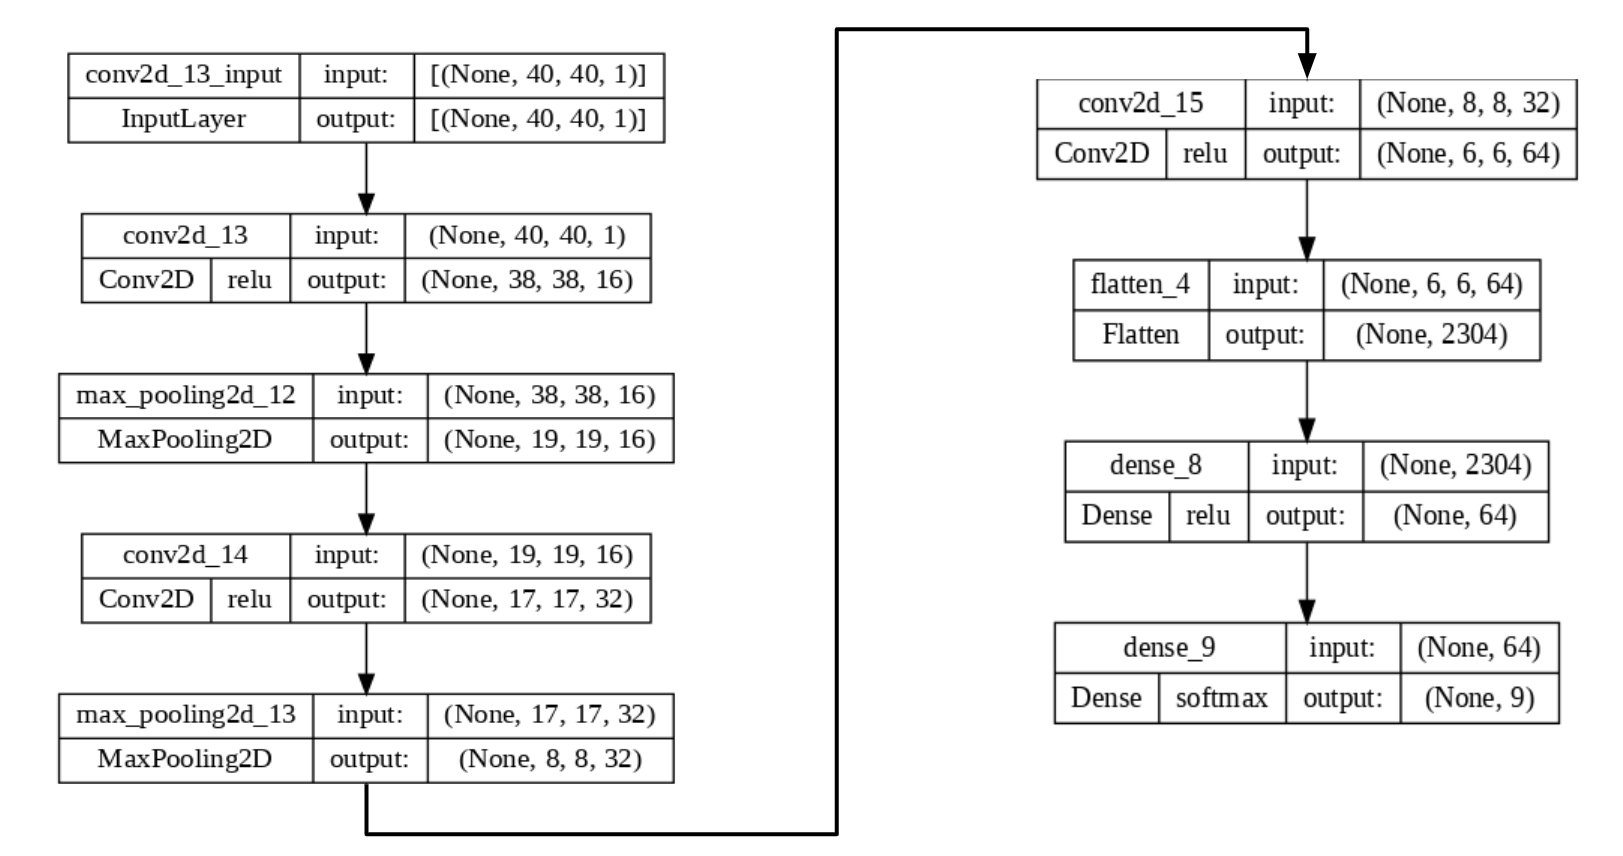 conv2d_13_input input: [(None, 40, 40, 1)]
InputLayer output: [(None, 40, 40, 1)]
conv2d_13 input: (None, 40, 40, 1)
Conv2D relu output: (None, 38, 38, 16)
max_pooling2d_12 input: (None, 38, 38, 16)
MaxPooling2D output: (None, 19, 19, 16)
conv2d_14 input: (None, 19, 19, 16)
Conv2D relu output: (None, 17, 17, 32)
max_pooling2d_13 input: (None, 17, 17, 32)
MaxPooling2D output: (None, 8, 8, 32)
conv2d_15 input: (None, 8, 8, 32)
Conv2D relu output: (None, 6, 6, 64)
flatten_4 input: (None, 6, 6, 64)
Flatten output: (None, 2304)
dense_8 input: (None, 2304)
Dense relu output: (None, 64)
dense_9 input: (None, 64)
Dense softmax output: (None, 9)